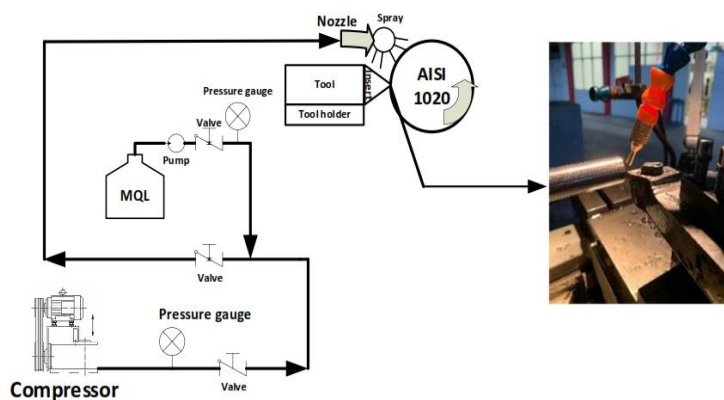 Nozzle
Spray
AISI
1020
Tool
Insert
Tool holder
Pressure gauge
Valve
Pump
MQL
Valve
Pressure gauge
Valve
Compressor